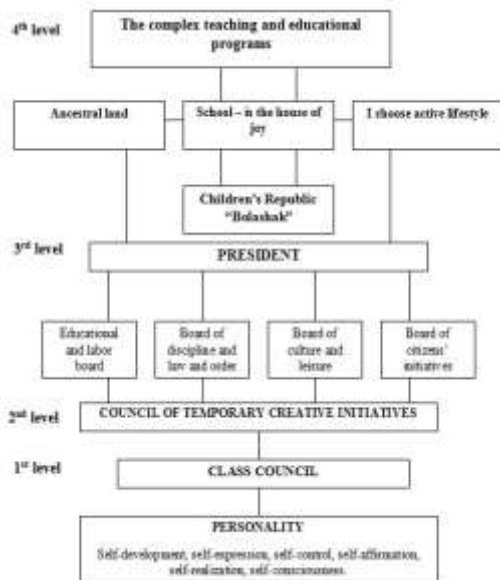 4th level
The complex teaching and educational
programs
Ancestral land
School – is the house of
joy
I choose active lifestyle
Children's Republic
"Bolashak"
3rd level
PRESIDENT
Educational
and labor
board
Board of
discipline and
law and order
Board of
culture and
leisure
Board of
citizens'
initiatives
2nd level
COUNCIL OF TEMPORARY CREATIVE INITIATIVES
1st level
CLASS COUNCIL
PERSONALITY
Self-development, self-expression, self-control, self-affirmation,
self-realization, self-consciousness.